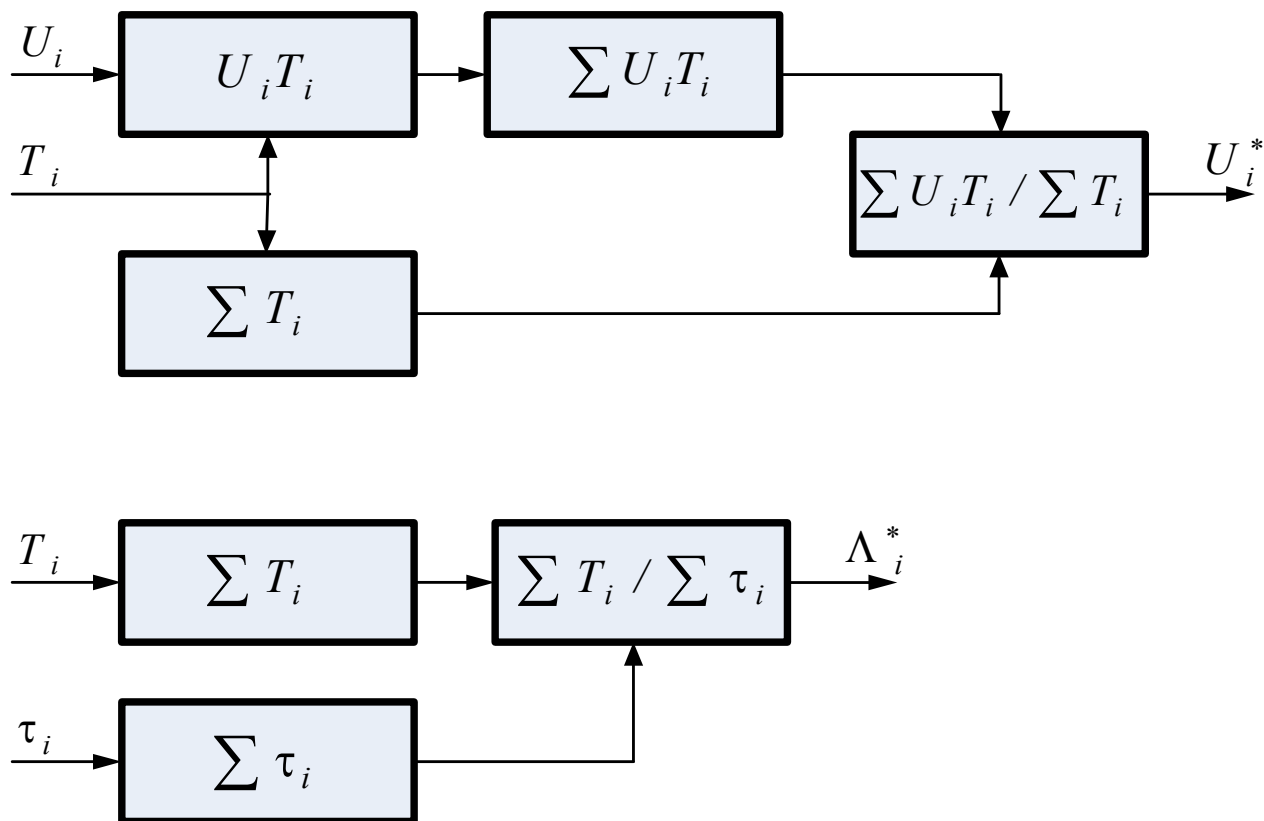 U_i
U_i T_i
∑ U_i T_i
T_i
∑ U_i T_i / ∑ T_i
U_i^*
∑ T_i
T_i
∑ T_i
∑ T_i / ∑ τ_i
Λ_i^*
τ_i
∑ τ_i